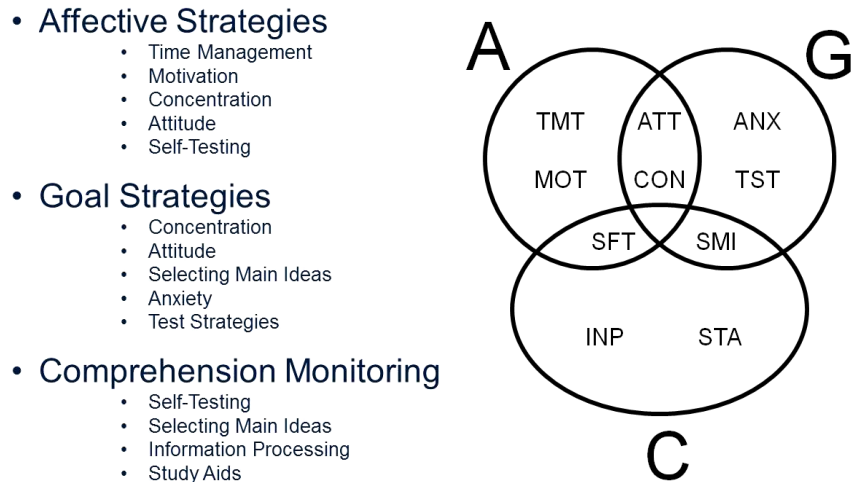 • Affective Strategies
• Time Management
• Motivation
• Concentration
• Attitude
• Self-Testing
• Goal Strategies
• Concentration
• Attitude
• Selecting Main Ideas
• Anxiety
• Test Strategies
• Comprehension Monitoring
• Self-Testing
• Selecting Main Ideas
• Information Processing
• Study Aids
A
G
TMT
ATT
ANX
MOT
CON
TST
SFT
SMI
INP
STA
C